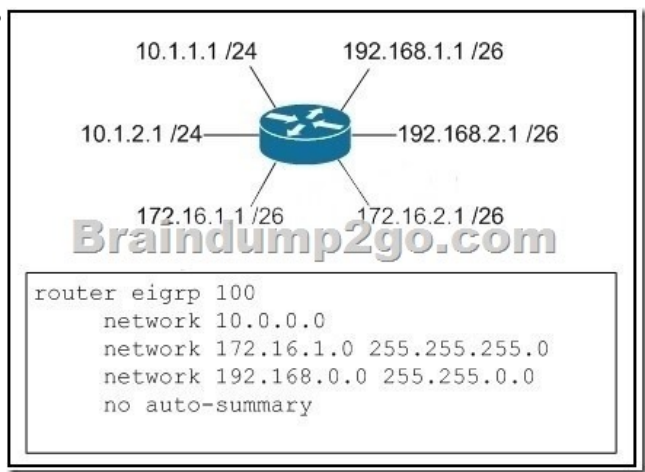 10.1.1.1 /24
192.168.1.1 /26
10.1.2.1 /24
192.168.2.1 /26
172.16.1.1 /26
172.16.2.1 /26
Braindump2go.com
router eigrp 100
network 10.0.0.0
network 172.16.1.0 255.255.255.0
network 192.168.0.0 255.255.0.0
no auto-summary